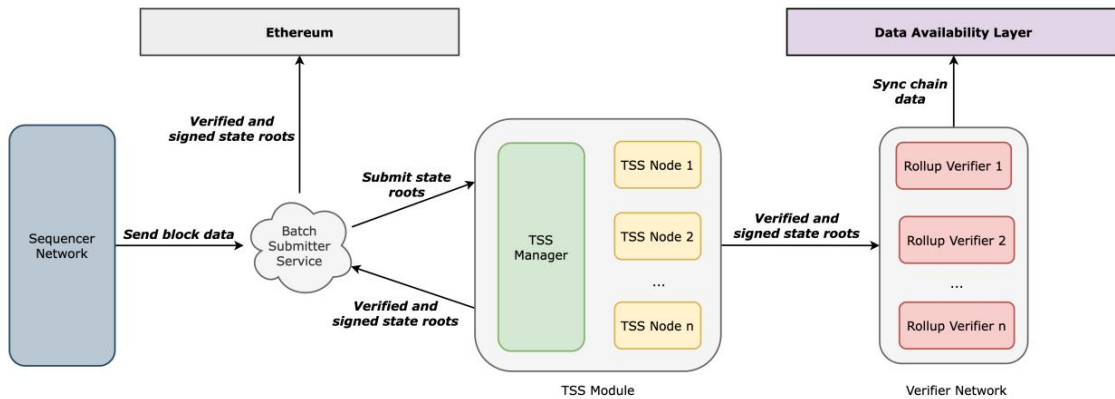 Ethereum
Data Availability Layer
Verified and
signed state roots
Sync chain
data
Sequencer
Network
Send block data
Batch
Submitter
Service
Submit state
roots
Verified and
signed state roots
TSS
Manager
TSS Node 1
TSS Node 2
...
TSS Node n
TSS Module
Verified and
signed state roots
Rollup Verifier 1
Rollup Verifier 2
...
Rollup Verifier n
Verifier Network